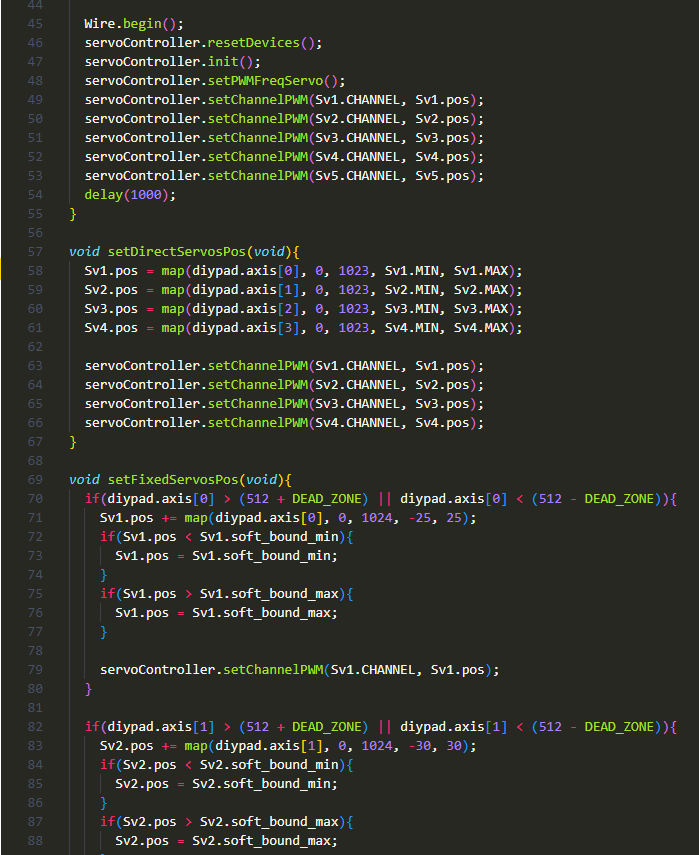 44
45 Wire.begin();
46 servoController.resetDevices();
47 servoController.init();
48 servoController.setPWMFreqServo();
49 servoController.setChannelPWM(Sv1.CHANNEL, Sv1.pos);
50 servoController.setChannelPWM(Sv2.CHANNEL, Sv2.pos);
51 servoController.setChannelPWM(Sv3.CHANNEL, Sv3.pos);
52 servoController.setChannelPWM(Sv4.CHANNEL, Sv4.pos);
53 servoController.setChannelPWM(Sv5.CHANNEL, Sv5.pos);
54 delay(1000);
55 }
56
57 void setDirectServosPos(void){
58 Sv1.pos = map(diypad.axis[0], 0, 1023, Sv1.MIN, Sv1.MAX);
59 Sv2.pos = map(diypad.axis[1], 0, 1023, Sv2.MIN, Sv2.MAX);
60 Sv3.pos = map(diypad.axis[2], 0, 1023, Sv3.MIN, Sv3.MAX);
61 Sv4.pos = map(diypad.axis[3], 0, 1023, Sv4.MIN, Sv4.MAX);
62
63 servoController.setChannelPWM(Sv1.CHANNEL, Sv1.pos);
64 servoController.setChannelPWM(Sv2.CHANNEL, Sv2.pos);
65 servoController.setChannelPWM(Sv3.CHANNEL, Sv3.pos);
66 servoController.setChannelPWM(Sv4.CHANNEL, Sv4.pos);
67 }
68
69 void setFixedServosPos(void){
70 if(diypad.axis[0] > (512 + DEAD_ZONE) || diypad.axis[0] < (512 - DEAD_ZONE)){
71 Sv1.pos += map(diypad.axis[0], 0, 1024, -25, 25);
72 if(Sv1.pos < Sv1.soft_bound_min){
73 Sv1.pos = Sv1.soft_bound_min;
74 }
75 if(Sv1.pos > Sv1.soft_bound_max){
76 Sv1.pos = Sv1.soft_bound_max;
77 }
78
79 servoController.setChannelPWM(Sv1.CHANNEL, Sv1.pos);
80 }
81
82 if(diypad.axis[1] > (512 + DEAD_ZONE) || diypad.axis[1] < (512 - DEAD_ZONE)){
83 Sv2.pos += map(diypad.axis[1], 0, 1024, -30, 30);
84 if(Sv2.pos < Sv2.soft_bound_min){
85 Sv2.pos = Sv2.soft_bound_min;
86 }
87 if(Sv2.pos > Sv2.soft_bound_max){
88 Sv2.pos = Sv2.soft_bound_max;